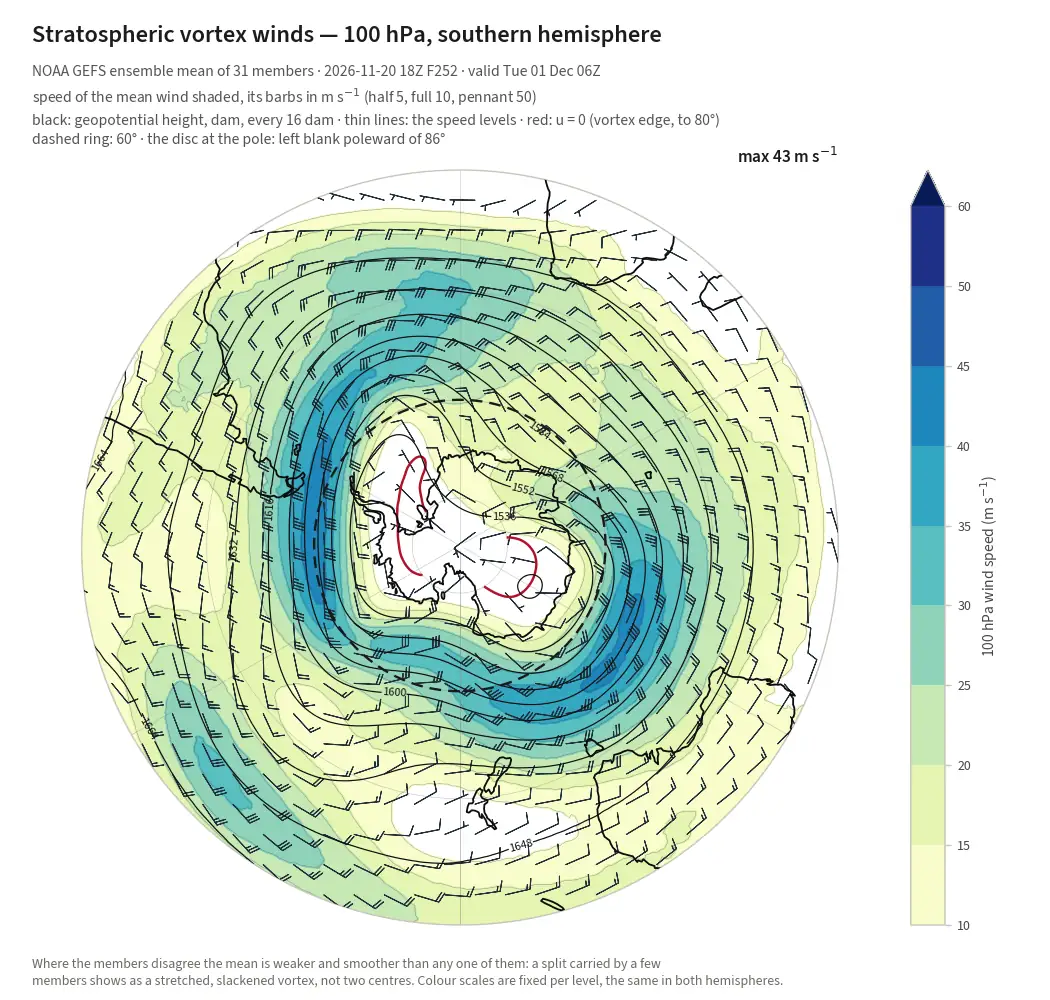 Stratospheric vortex winds — 100 hPa, southern hemisphere
NOAA GEFS ensemble mean of 31 members · 2026-11-20 18Z F252 · valid Tue 01 Dec 06Z
speed of the mean wind shaded, its barbs in m s⁻¹ (half 5, full 10, pennant 50)
black: geopotential height, dam, every 16 dam · thin lines: the speed levels · red: u = 0 (vortex edge, to 80°)
dashed ring: 60° · the disc at the pole: left blank poleward of 86°
max 43 m s⁻¹
60
50
45
40
35
30
25
20
15
10
100 hPa wind speed (m s⁻¹)
1664
1616
1632
1568
1552
1536
1600
1648
Where the members disagree the mean is weaker and smoother than any one of them: a split carried by a few
members shows as a stretched, slackened vortex, not two centres. Colour scales are fixed per level, the same in both hemispheres.